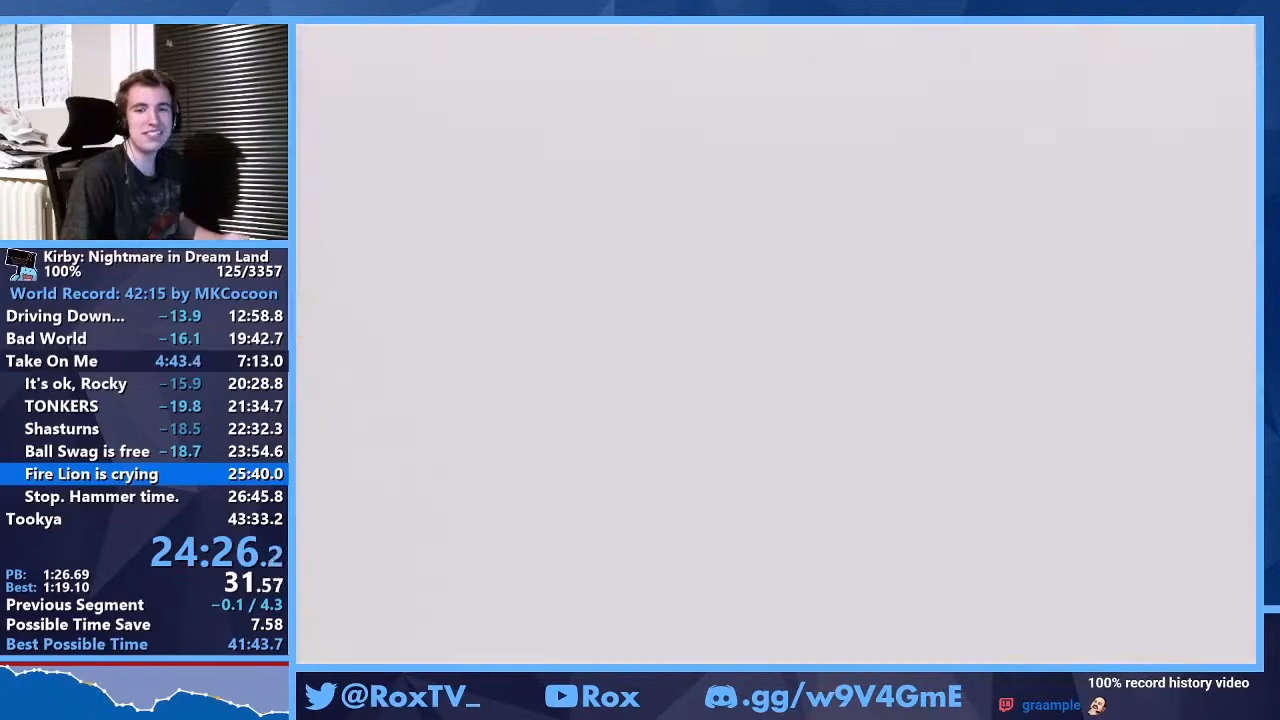 Kirby: Nightmare in Dream Land
100% 125/3357
World Record: 42:15 by MKCocoon
Driving Down... −13.9 12:58.8
Bad World −16.1 19:42.7
Take On Me 4:43.4 7:13.0
It's ok, Rocky −15.9 20:28.8
TONKERS −19.8 21:34.7
Shasturns −18.5 22:32.3
Ball Swag is free −18.7 23:54.6
Fire Lion is crying 25:40.0
Stop. Hammer time. 26:45.8
Tookya 43:33.2
24:26.2
PB: 1:26.69
Best: 1:19.10
31.57
Previous Segment −0.1 / 4.3
Possible Time Save 7.58
Best Possible Time 41:43.7
@RoxTV_ Rox .gg/w9V4GmE
100% record history video
graample